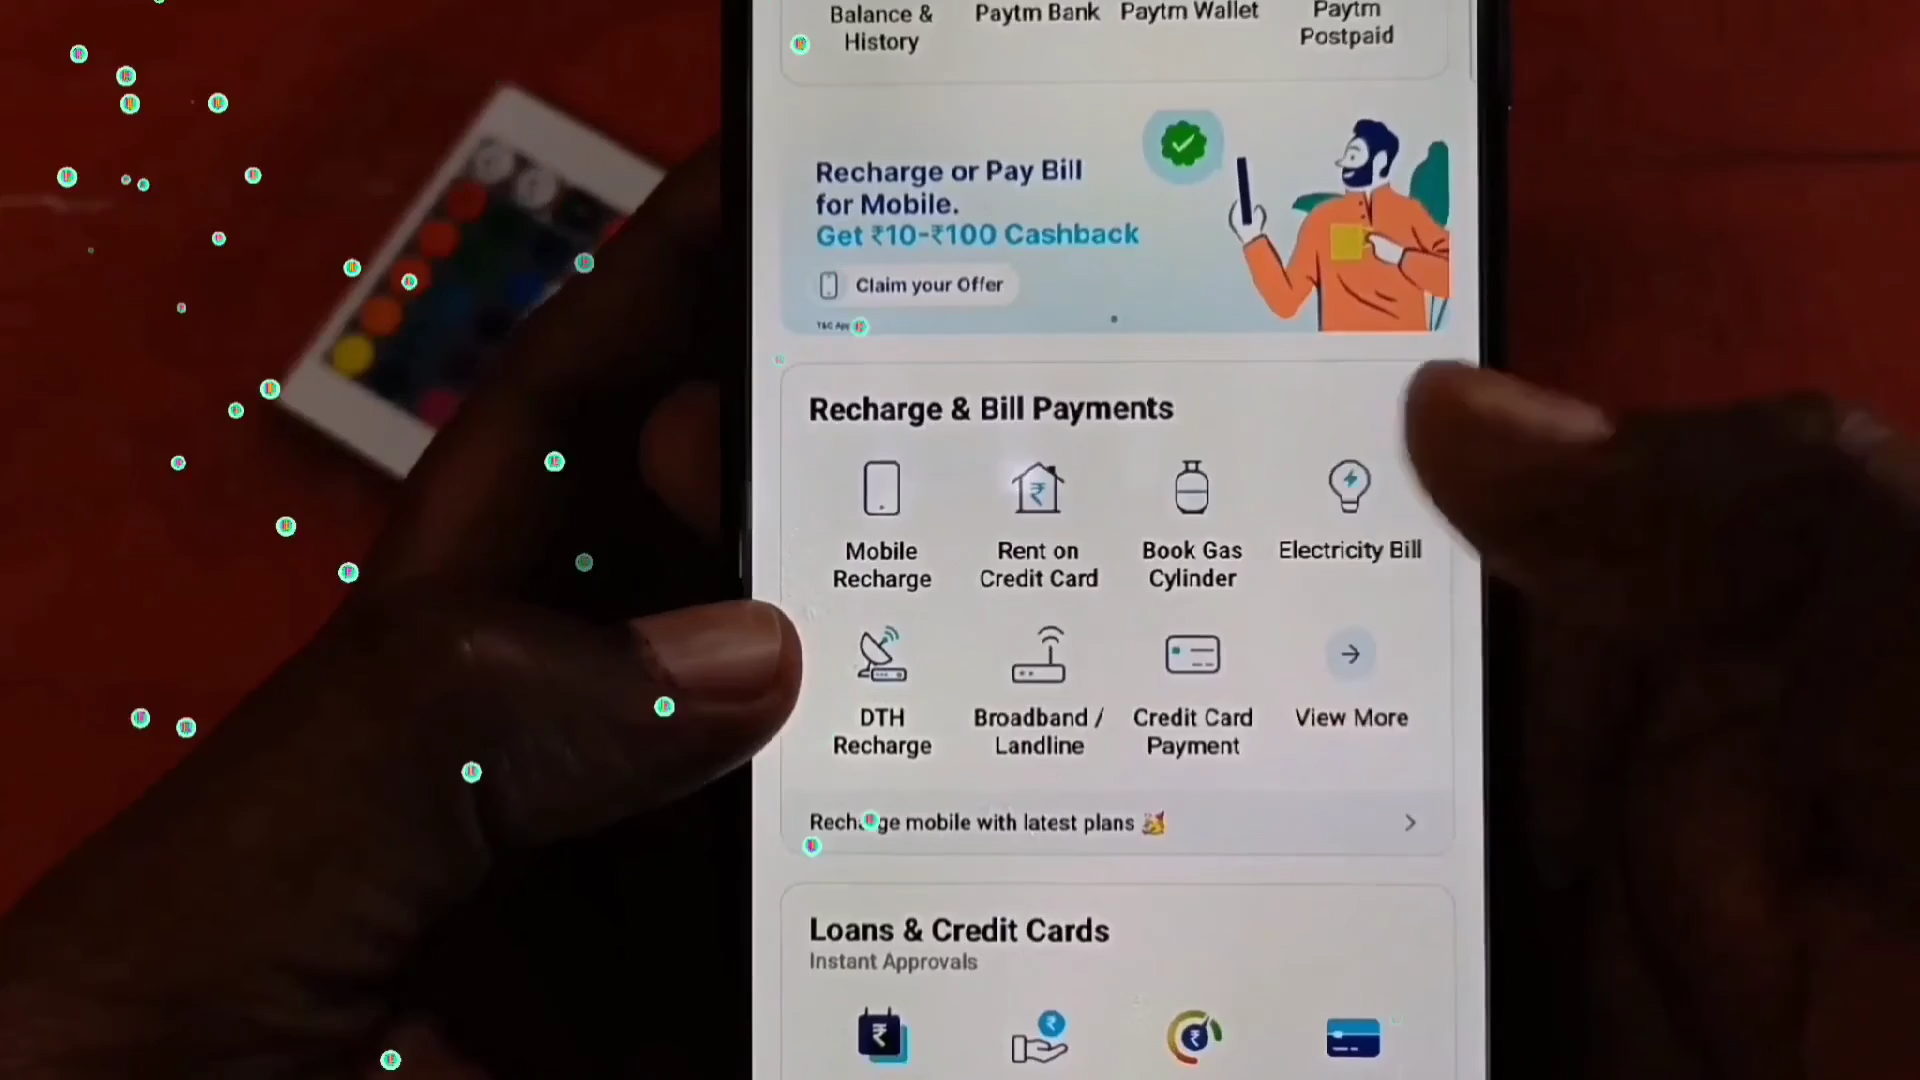 Balance &
History
Paytm Bank
Paytm Wallet
Paytm
Postpaid
Recharge or Pay Bill
for Mobile.
Get ₹10-₹100 Cashback
Claim your Offer
T&C
Recharge & Bill Payments
Mobile
Recharge
Rent on
Credit Card
Book Gas
Cylinder
Electricity Bill
DTH
Recharge
Broadband /
Landline
Credit Card
Payment
View More
Recharge mobile with latest plans 🥳
Loans & Credit Cards
Instant Approvals